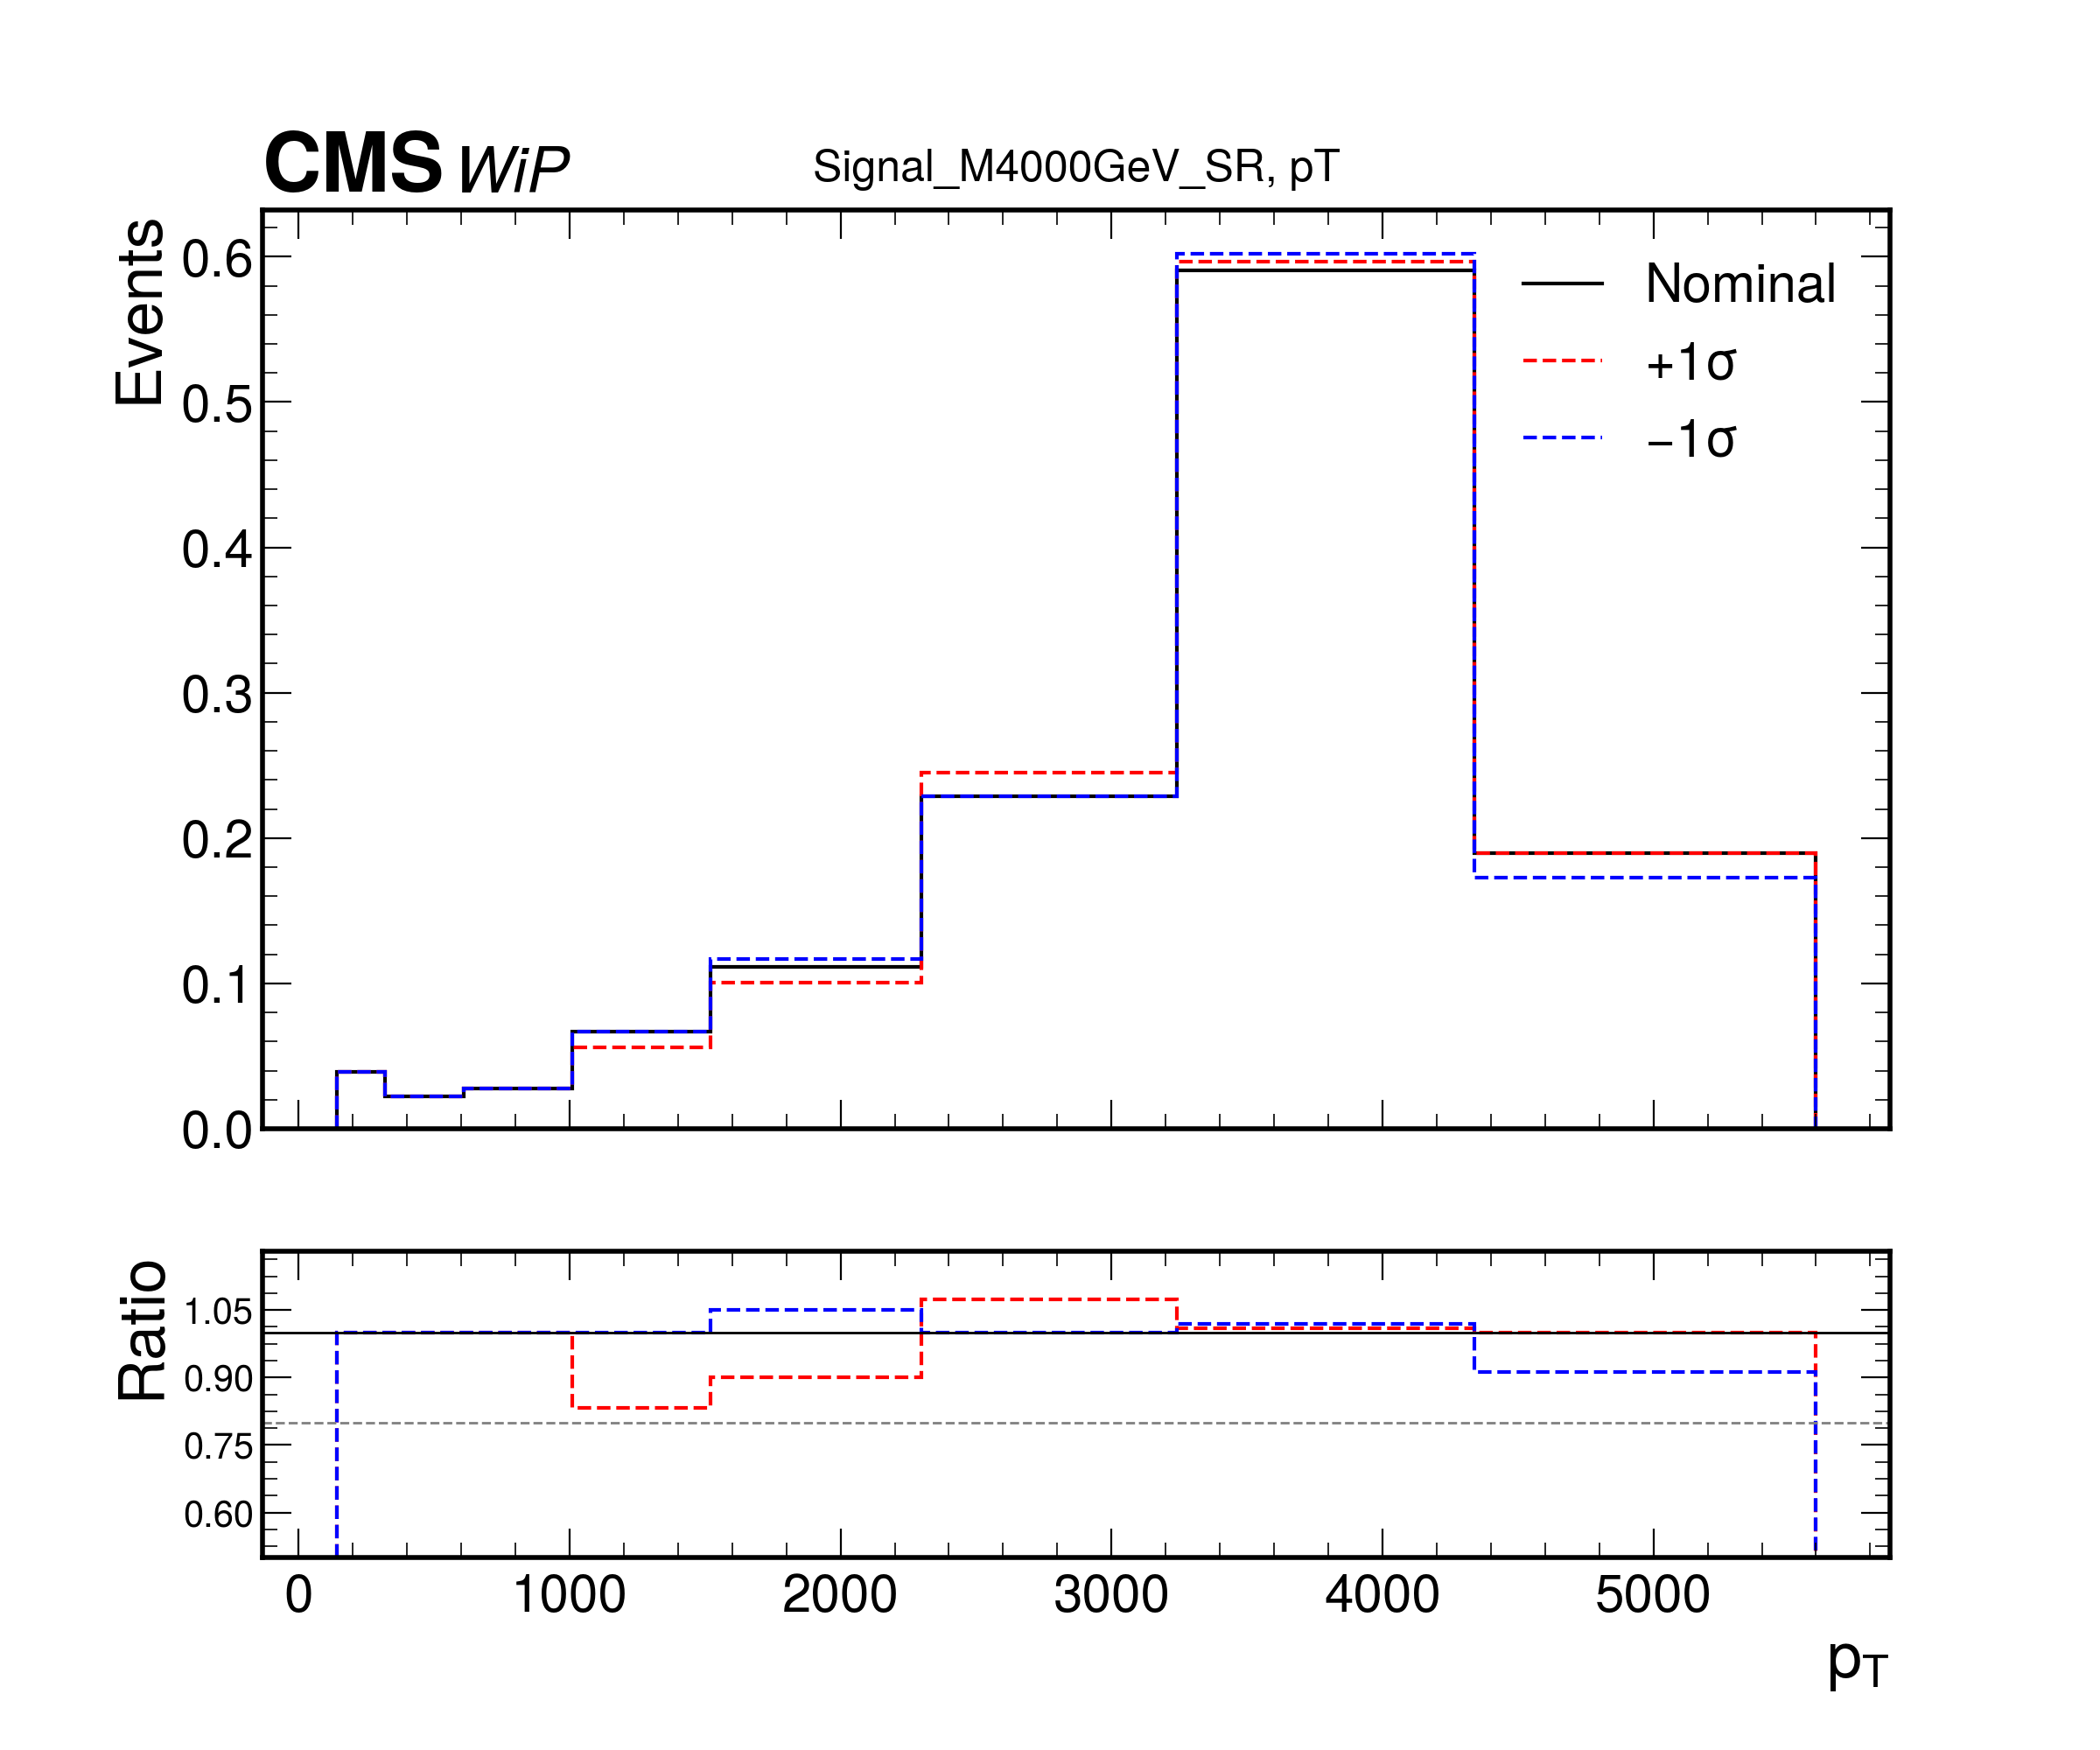 CMS WiP
Signal_M4000GeV_SR, pT
Events
0.6
0.5
0.4
0.3
0.2
0.1
0.0
Nominal
+1σ
−1σ
Ratio
1.05
0.90
0.75
0.60
0 1000 2000 3000 4000 5000
pT